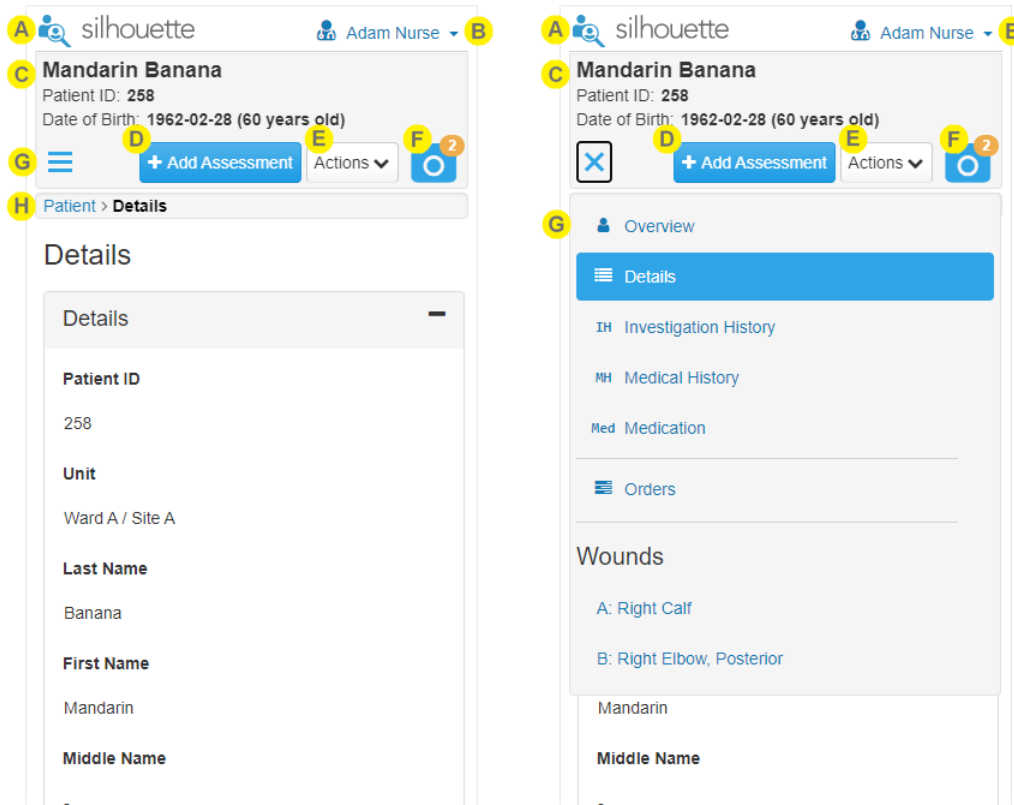 A silhouette Adam Nurse B
C Mandarin Banana
Patient ID: 258
Date of Birth: 1962-02-28 (60 years old)
D E F 2
G + Add Assessment Actions
H Patient > Details
Details
Details
Patient ID
258
Unit
Ward A / Site A
Last Name
Banana
First Name
Mandarin
Middle Name
A silhouette Adam Nurse
C Mandarin Banana
Patient ID: 258
Date of Birth: 1962-02-28 (60 years old)
D E F 2
+ Add Assessment Actions
G Overview
Details
IH Investigation History
MH Medical History
Med Medication
Orders
Wounds
A: Right Calf
B: Right Elbow, Posterior
Mandarin
Middle Name